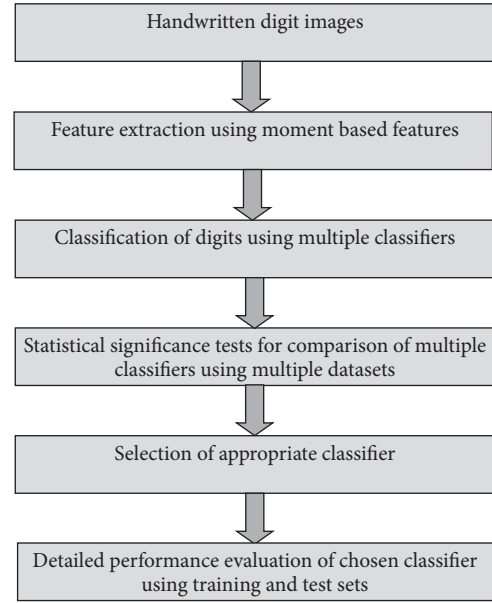 Handwritten digit images
Feature extraction using moment based features
Classification of digits using multiple classifiers
Statistical significance tests for comparison of multiple
classifiers using multiple datasets
Selection of appropriate classifier
Detailed performance evaluation of chosen classifier
using training and test sets